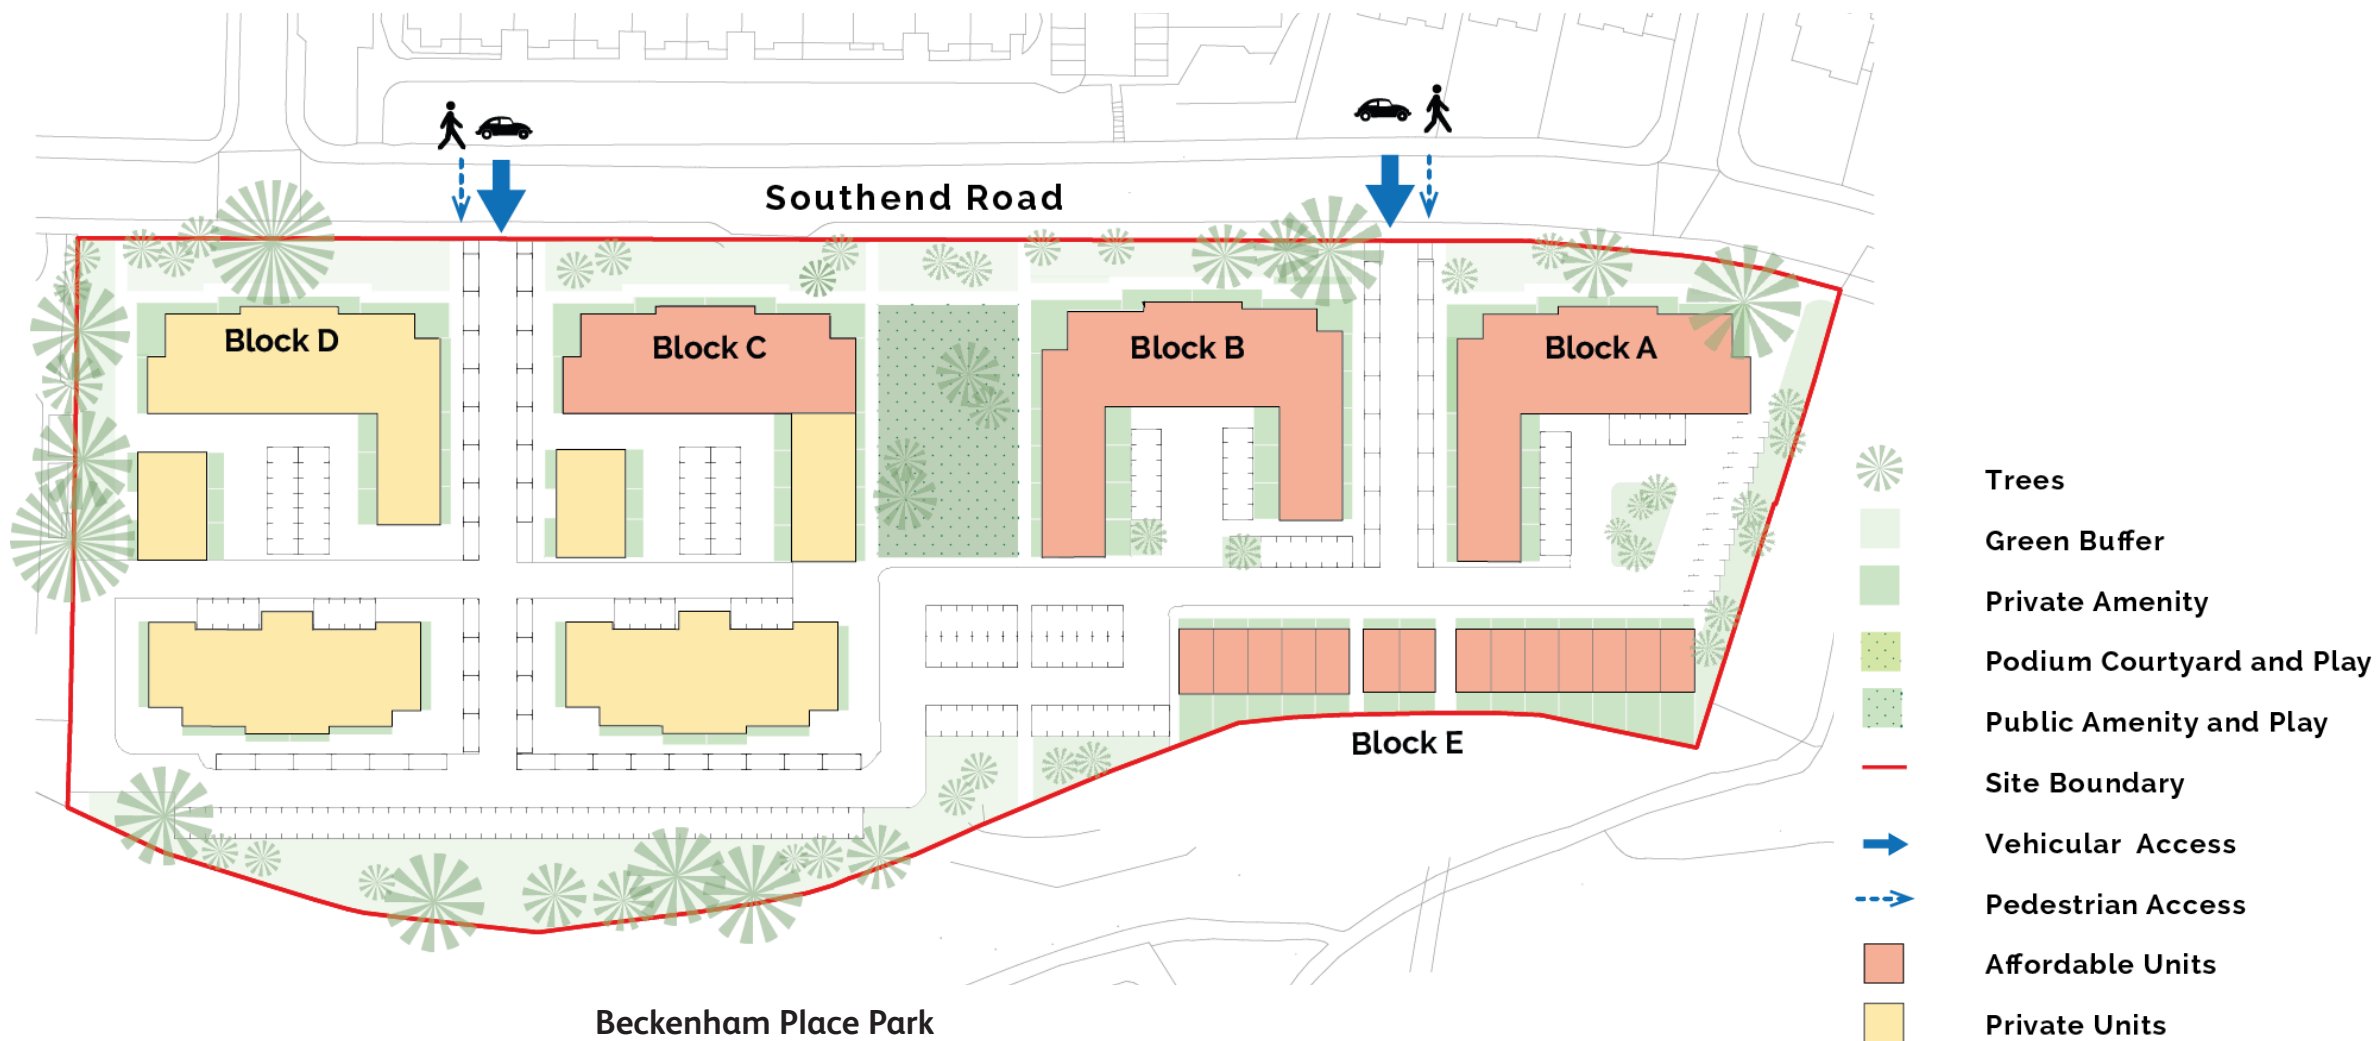 Southend Road
Block D
Block C
Block B
Block A
Block E
Beckenham Place Park
Trees
Green Buffer
Private Amenity
Podium Courtyard and Play
Public Amenity and Play
Site Boundary
Vehicular Access
Pedestrian Access
Affordable Units
Private Units